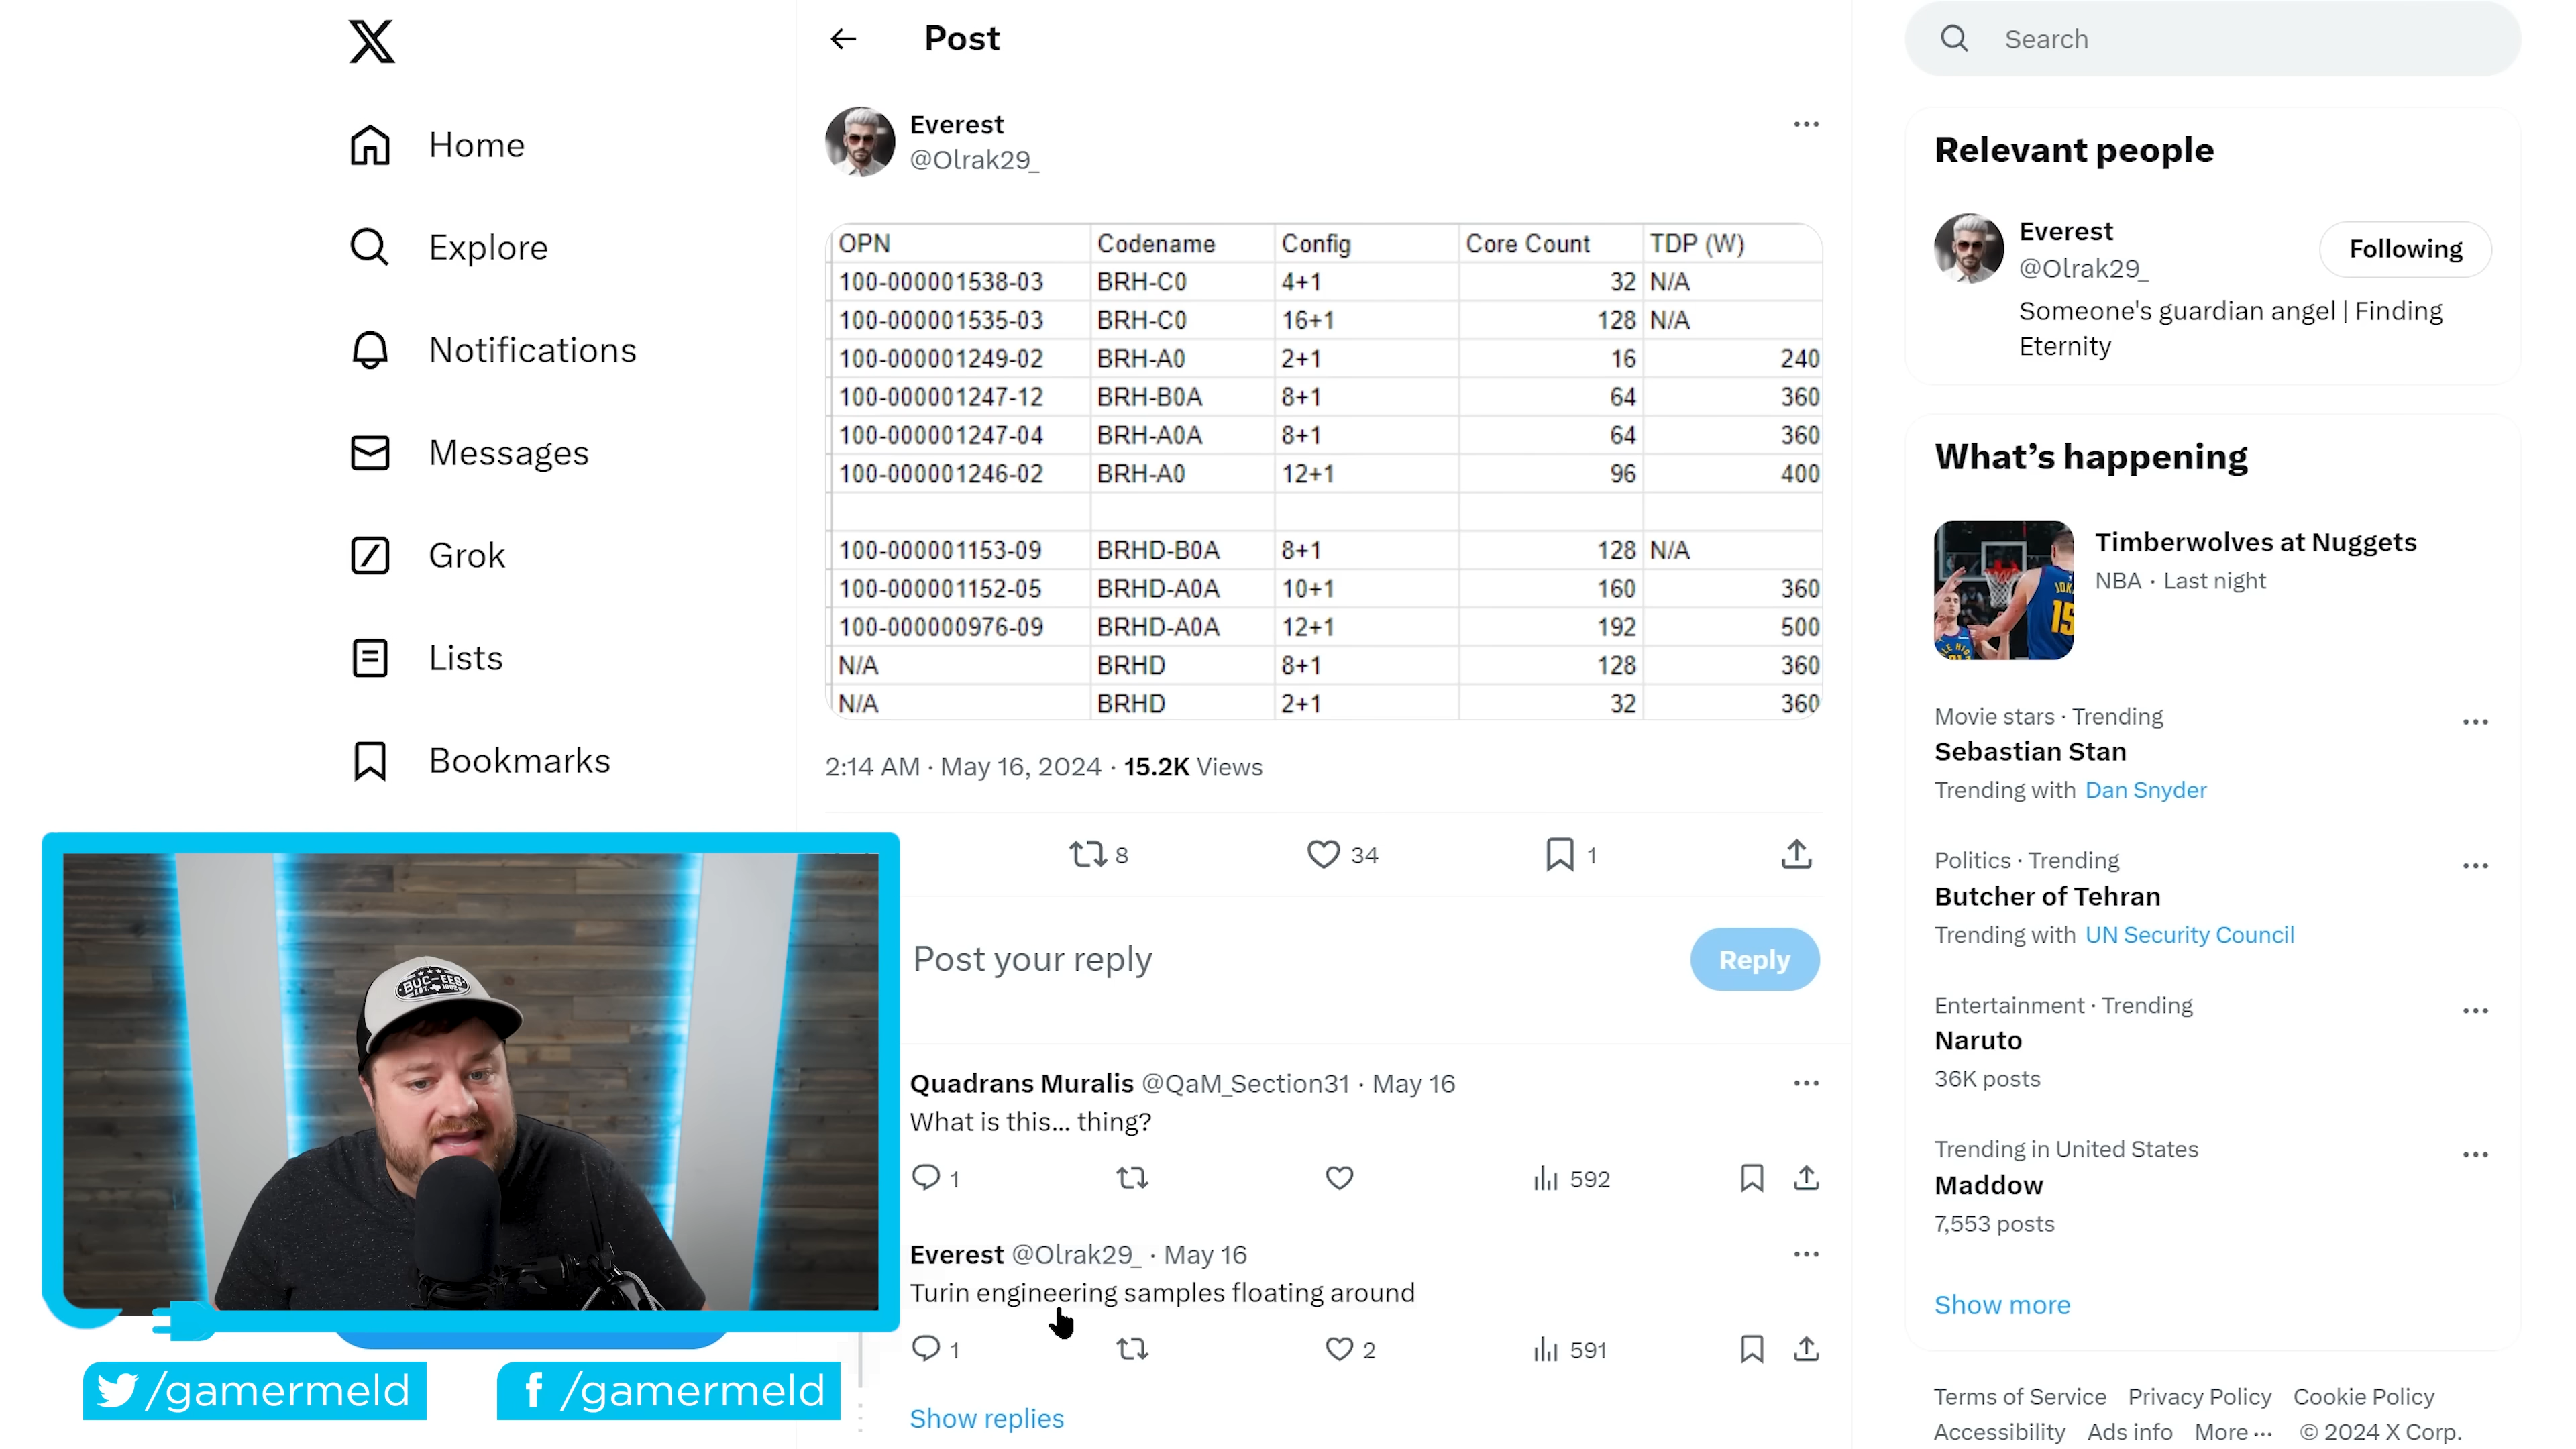 Post
Search
Home
Explore
Notifications
Messages
Grok
Lists
Bookmarks
Everest
@Olrak29_
OPN Codename Config Core Count TDP (W)
100-000001538-03 BRH-C0 4+1 32 N/A
100-000001535-03 BRH-C0 16+1 128 N/A
100-000001249-02 BRH-A0 2+1 16 240
100-000001247-12 BRH-B0A 8+1 64 360
100-000001247-04 BRH-A0A 8+1 64 360
100-000001246-02 BRH-A0 12+1 96 400
100-000001153-09 BRHD-B0A 8+1 128 N/A
100-000001152-05 BRHD-A0A 10+1 160 360
100-000000976-09 BRHD-A0A 12+1 192 500
N/A BRHD 8+1 128 360
N/A BRHD 2+1 32 360
2:14 AM · May 16, 2024 · 15.2K Views
8 34 1
Post your reply
Reply
Quadrans Muralis @QaM_Section31 · May 16
What is this... thing?
1 592
Everest @Olrak29_ · May 16
Turin engineering samples floating around
1 2 591
Show replies
Relevant people
Everest
@Olrak29_
Following
Someone's guardian angel | Finding
Eternity
What's happening
Timberwolves at Nuggets
NBA · Last night
15
Movie stars · Trending
Sebastian Stan
Trending with Dan Snyder
Politics · Trending
Butcher of Tehran
Trending with UN Security Council
Entertainment · Trending
Naruto
36K posts
Trending in United States
Maddow
7,553 posts
Show more
Terms of Service Privacy Policy Cookie Policy
Accessibility Ads info More ··· © 2024 X Corp.
BUC-EE'S
/gamermeld
f /gamermeld